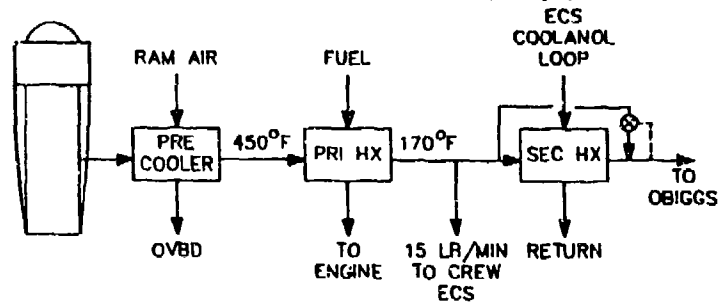 ECS
COOLANOL
LOOP
RAM AIR
FUEL
PRE
COOLER
450°F
PRI HX
170°F
SEC HX
TO
OBIGGS
OVBD
TO
ENGINE
15 LB/MIN
TO CREW
ECS
RETURN